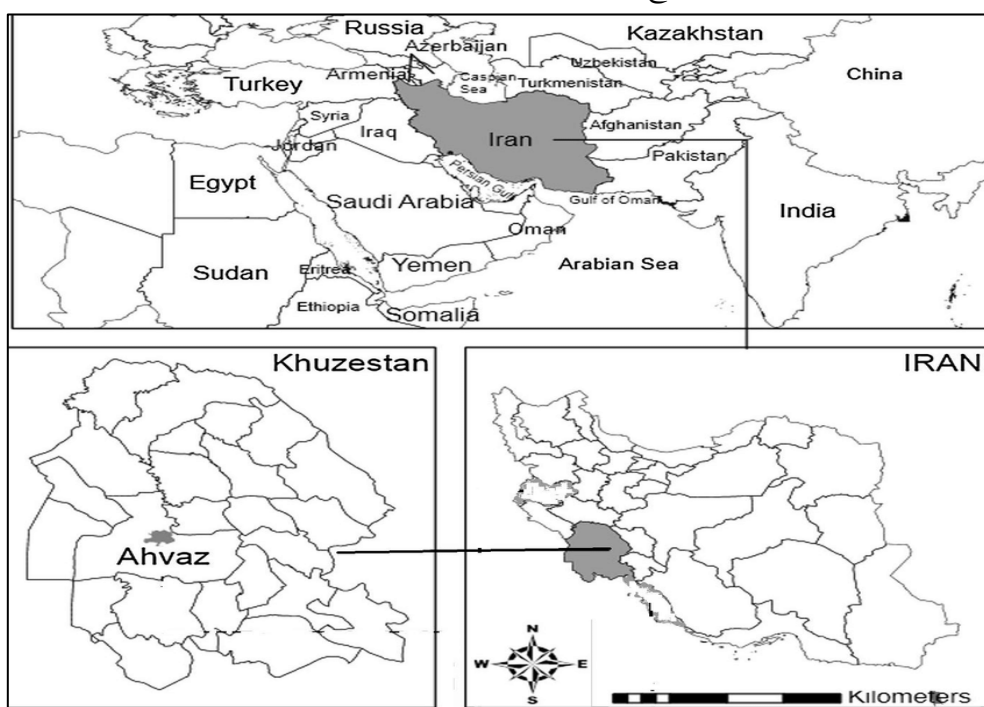 Russia
Kazakhstan
Azerbaijan
Uzbekistan
Armenia
Caspian
Sea
Turkmenistan
China
Turkey
Syria
Iraq
Iran
Afghanistan
Jordan
Pakistan
Egypt
Persian Gulf
Saudi Arabia
Gulf of Oman
India
Oman
Sudan
Eritrea
Yemen
Arabian Sea
Ethiopia
Somalia
Khuzestan
IRAN
Ahvaz
N
W
E
S
Kilometers